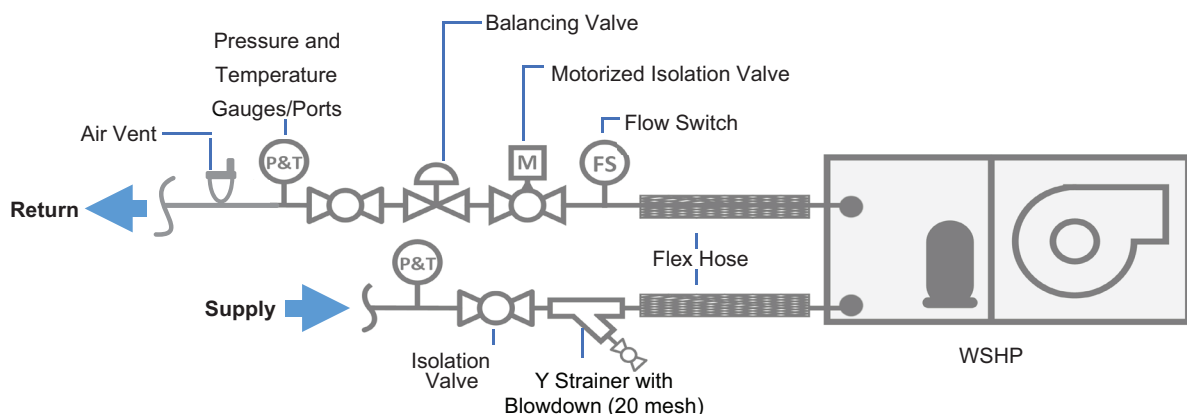 Balancing Valve
Pressure and
Temperature
Gauges/Ports
Motorized Isolation Valve
Air Vent
Flow Switch
P&T
M
FS
Return
P&T
Flex Hose
Supply
Isolation
Valve
Y Strainer with
Blowdown (20 mesh)
WSHP